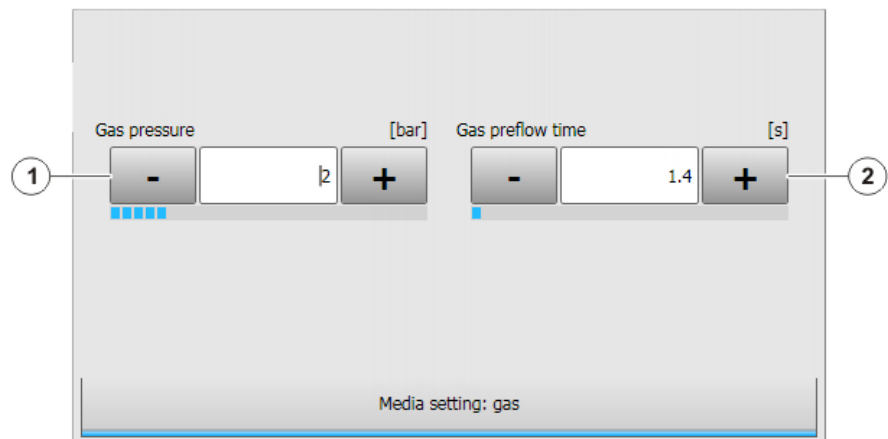 Gas pressure [bar] Gas preflow time [s]
1 - 2 + - 1.4 + 2
Media setting: gas